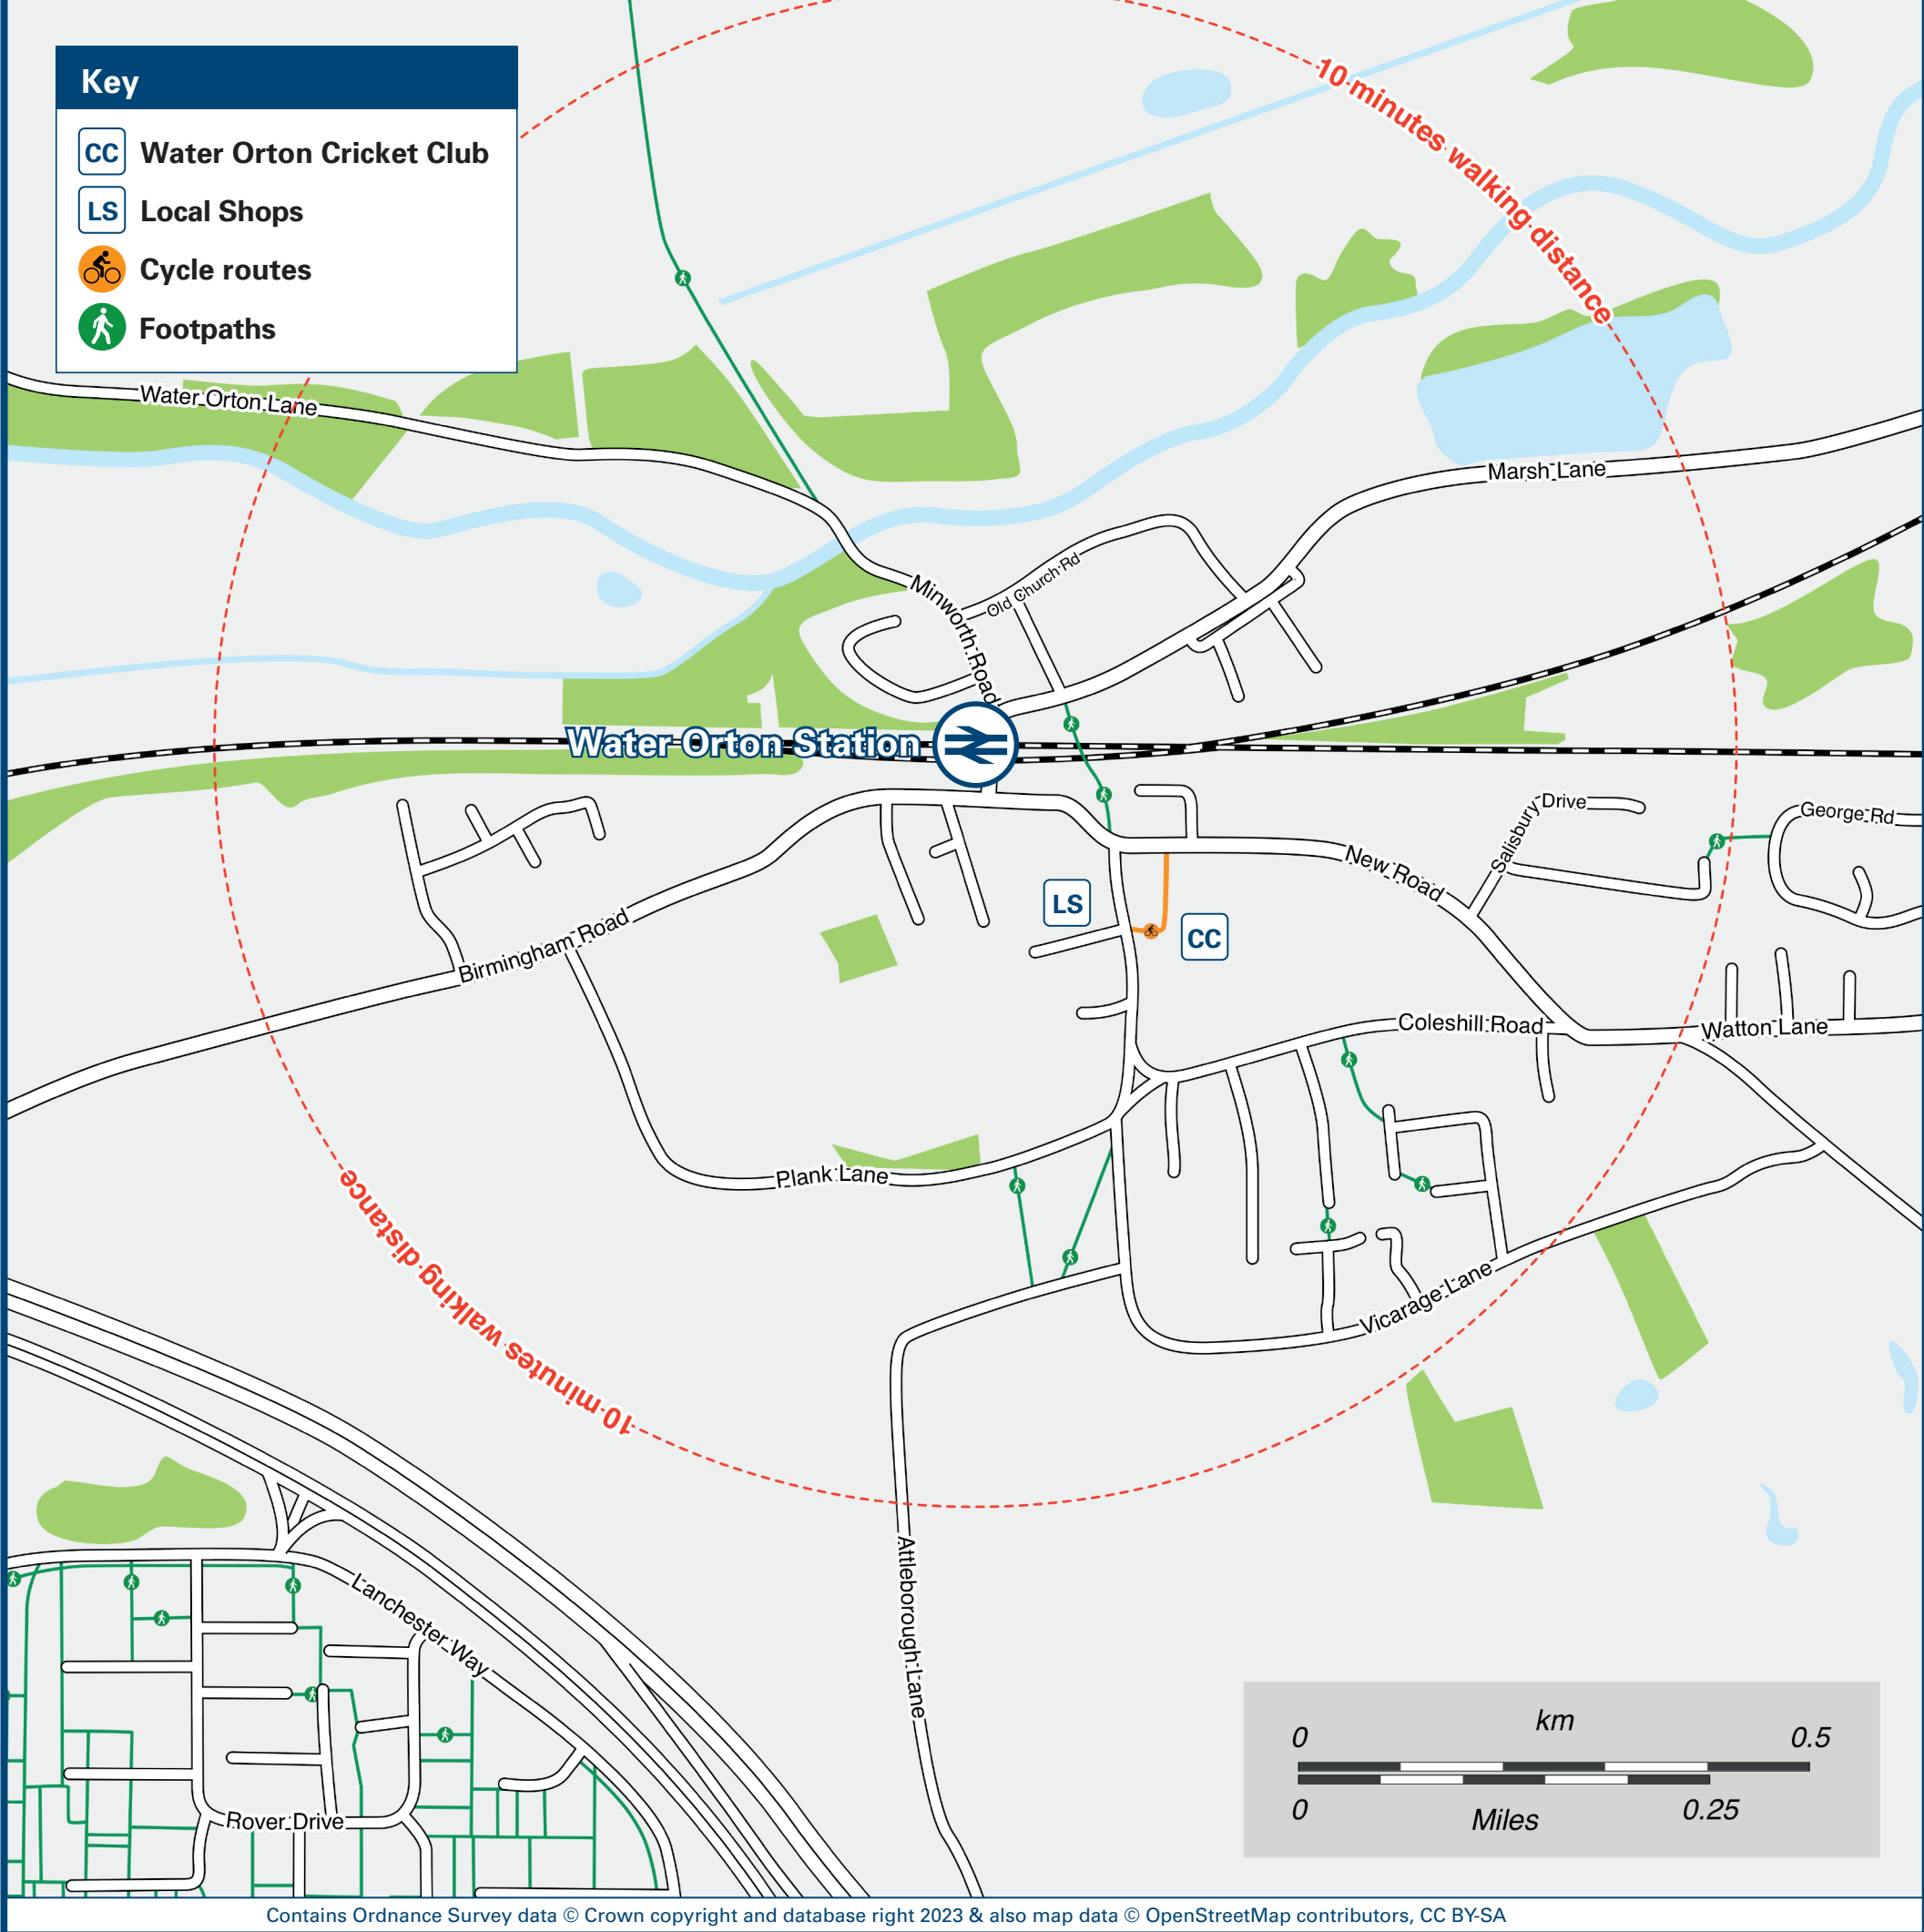 Key
CC Water Orton Cricket Club
LS Local Shops
Cycle routes
Footpaths
10 minutes walking distance
Water Orton Lane
Marsh Lane
Old Church Rd
Minworth Road
Water Orton Station
Salisbury Drive
George Rd
New Road
LS
CC
Birmingham Road
Coleshill Road
Watton Lane
Plank Lane
10 minutes walking distance
Vicarage Lane
Attleborough Lane
Lanchester Way
Rover Drive
km
0 0.5
0 0.25
Miles
Contains Ordnance Survey data © Crown copyright and database right 2023 & also map data © OpenStreetMap contributors, CC BY-SA